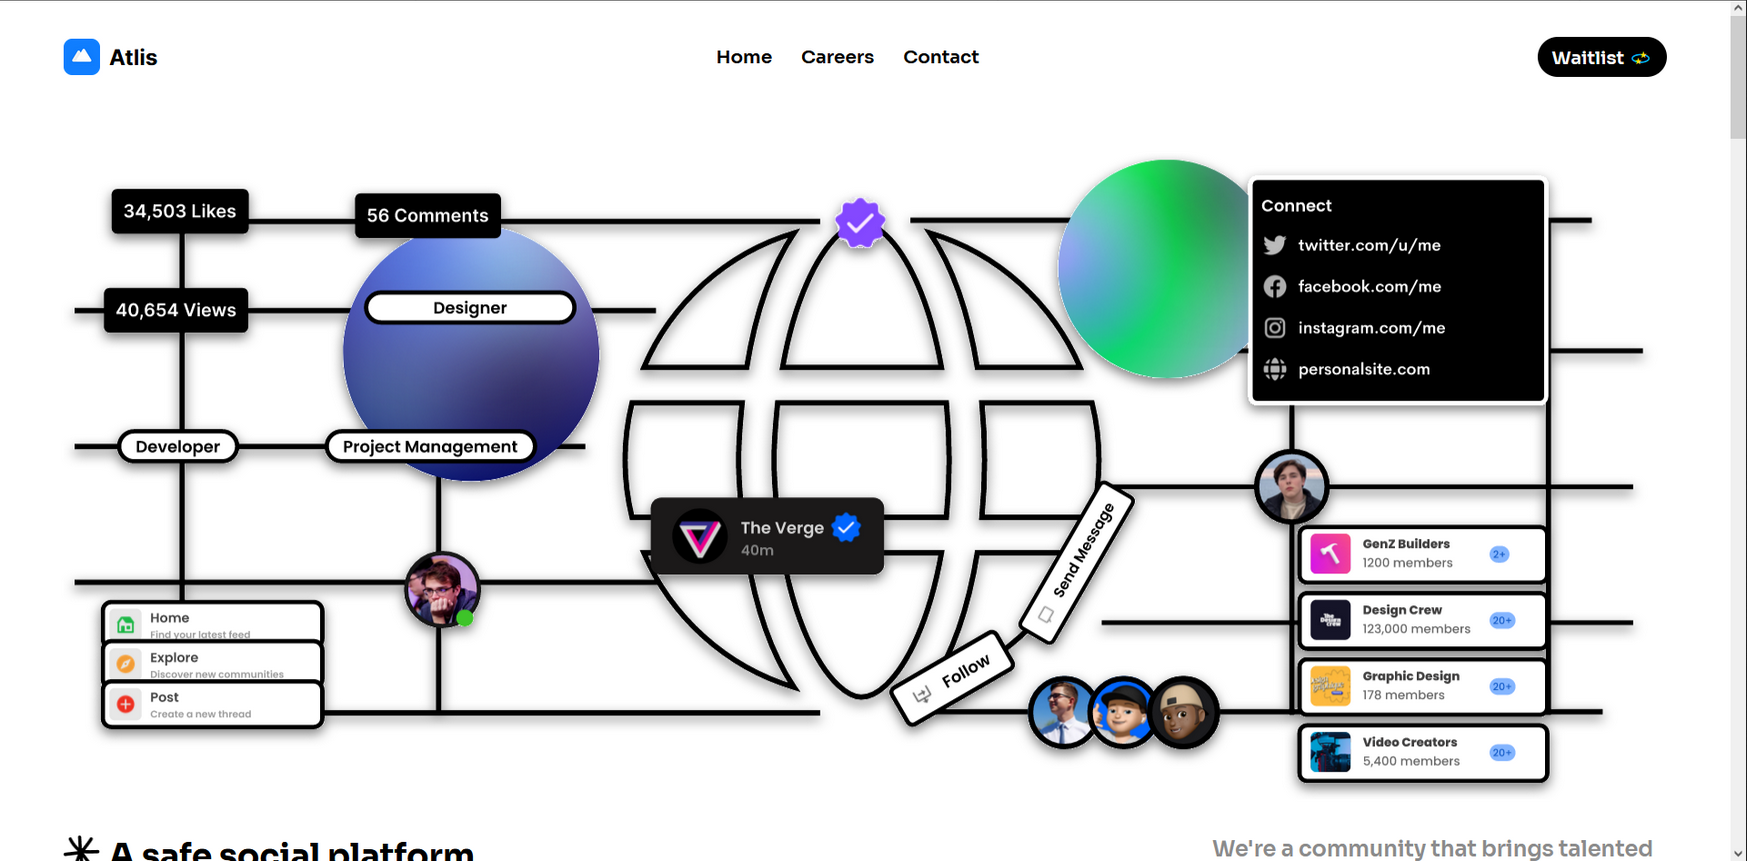 Atlis
Home
Careers
Contact
Waitlist
34,503 Likes
56 Comments
40,654 Views
Designer
Developer
Project Management
Home
Find your latest feed
Explore
Discover new communities
Post
Create a new thread
The Verge
40m
Send Message
Follow
Connect
twitter.com/u/me
facebook.com/me
instagram.com/me
personalsite.com
GenZ Builders
1200 members
2+
Design Crew
123,000 members
20+
Graphic Design
178 members
20+
Video Creators
5,400 members
20+
A safe social platform
We're a community that brings talented